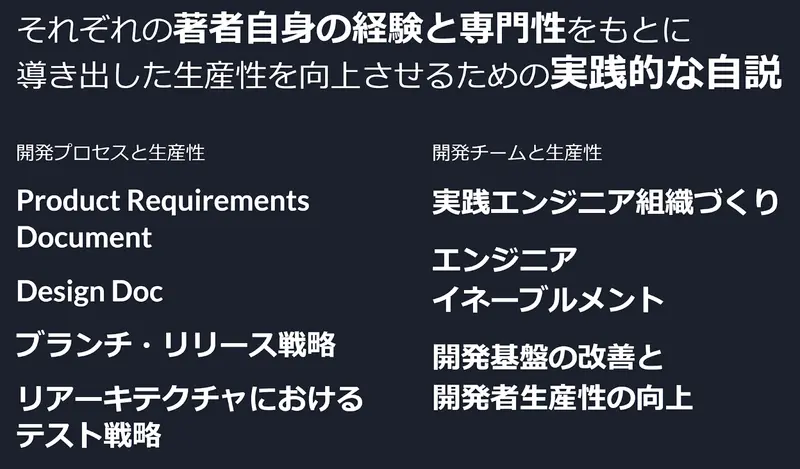 それぞれの著者自身の経験と専門性をもとに
導き出した生産性を向上させるための実践的な自説
開発プロセスと生産性
Product Requirements
Document
Design Doc
ブランチ・リリース戦略
リアーキテクチャにおける
テスト戦略
開発チームと生産性
実践エンジニア組織づくり
エンジニア
イネーブルメント
開発基盤の改善と
開発者生産性の向上